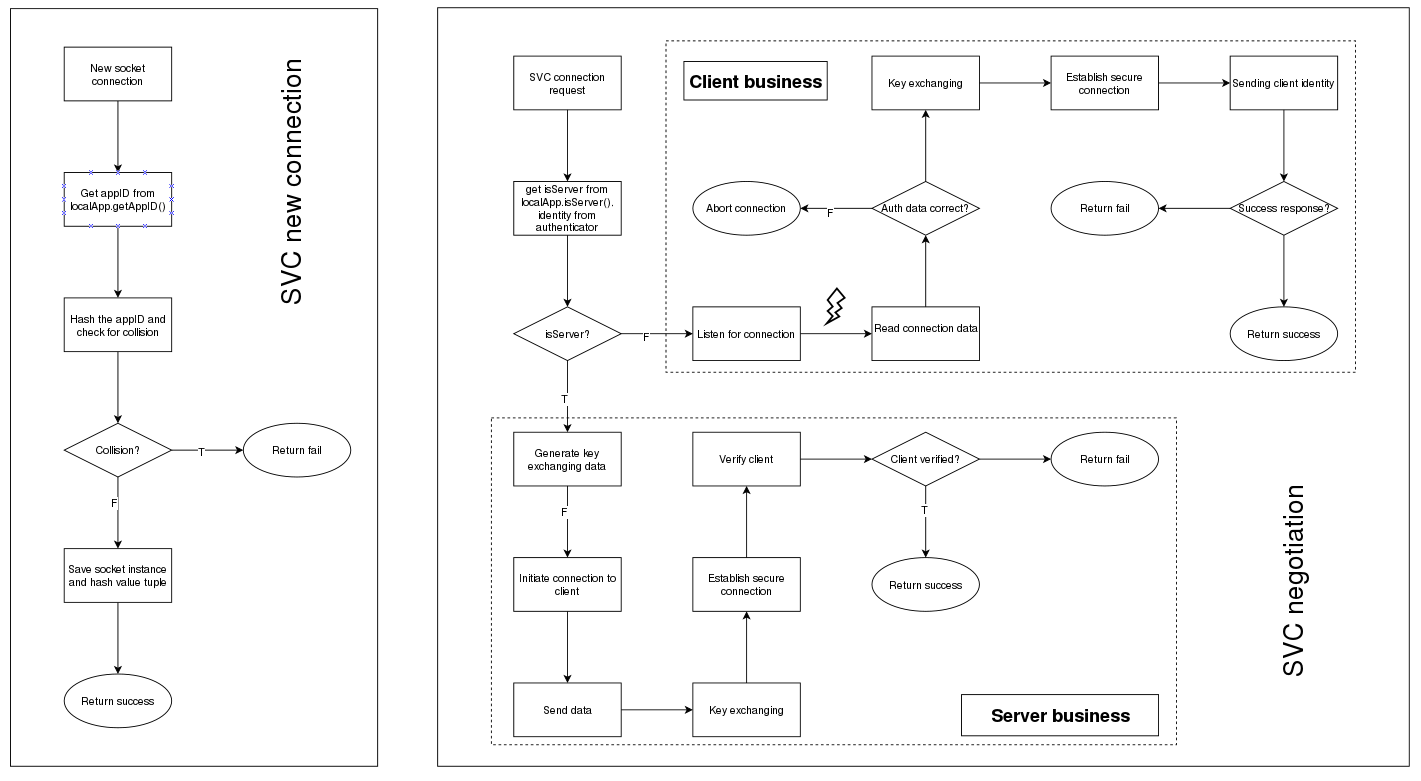 New socket
connection
Get appID from
localApp.getAppID()
Hash the appID and
check for collision
Collision?
T
Return fail
F
Save socket instance
and hash value tuple
Return success
SVC new connection
SVC connection
request
get isServer from
localApp.isServer().
identity from
authenticator
isServer?
F
T
Client business
Listen for connection
Read connection data
Auth data correct?
F
Abort connection
Key exchanging
Establish secure
connection
Sending client identity
Success response?
Return fail
Return success
Generate key
exchanging data
F
Initiate connection to
client
Send data
Key exchanging
Establish secure
connection
Verify client
Client verified?
Return fail
T
Return success
Server business
SVC negotiation